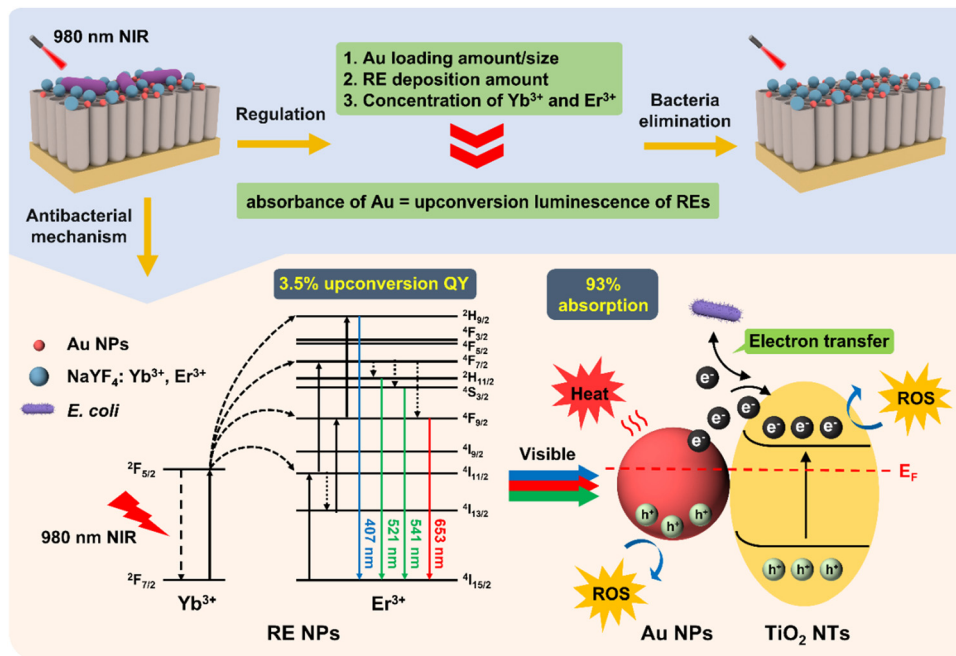 980 nm NIR
1. Au loading amount/size
2. RE deposition amount
3. Concentration of Yb³⁺ and Er³⁺
Regulation
Bacteria
elimination
absorbance of Au = upconversion luminescence of REs
Antibacterial
mechanism
3.5% upconversion QY
93%
absorption
Au NPs
NaYF₄: Yb³⁺, Er³⁺
E. coli
²H₉/₂
⁴F₃/₂
⁴F₅/₂
⁴F₇/₂
²H₁₁/₂
⁴S₃/₂
⁴F₉/₂
⁴I₉/₂
⁴I₁₁/₂
⁴I₁₃/₂
⁴I₁₅/₂
²F₅/₂
980 nm NIR
²F₇/₂
407 nm
521 nm
541 nm
653 nm
Yb³⁺
Er³⁺
RE NPs
Visible
Heat
Electron transfer
e⁻
e⁻
e⁻
e⁻
e⁻ e⁻ e⁻
ROS
E_F
h⁺ h⁺ h⁺
h⁺ h⁺ h⁺
ROS
Au NPs
TiO₂ NTs